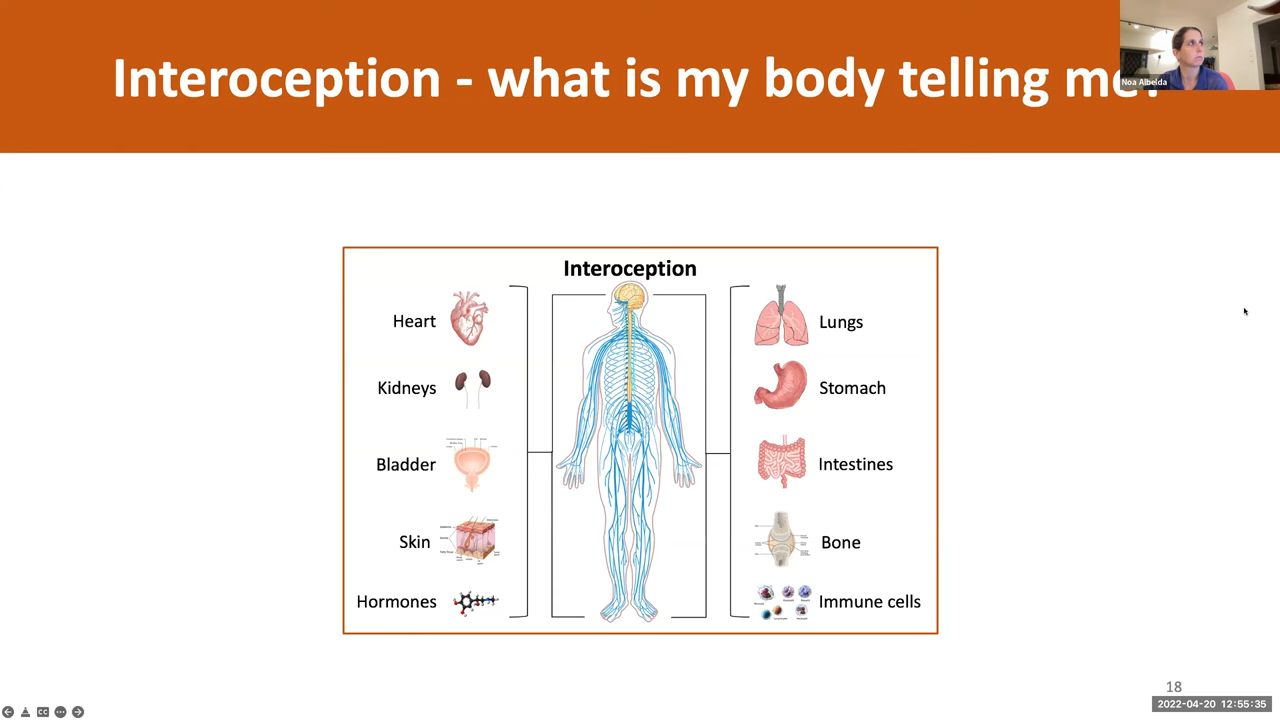 Interoception - what is my body telling me?
Noa Albelda
Interoception
Heart
Kidneys
Bladder
Skin
Hormones
Lungs
Stomach
Intestines
Bone
Immune cells
18
2022-04-20 12:55:35
CC